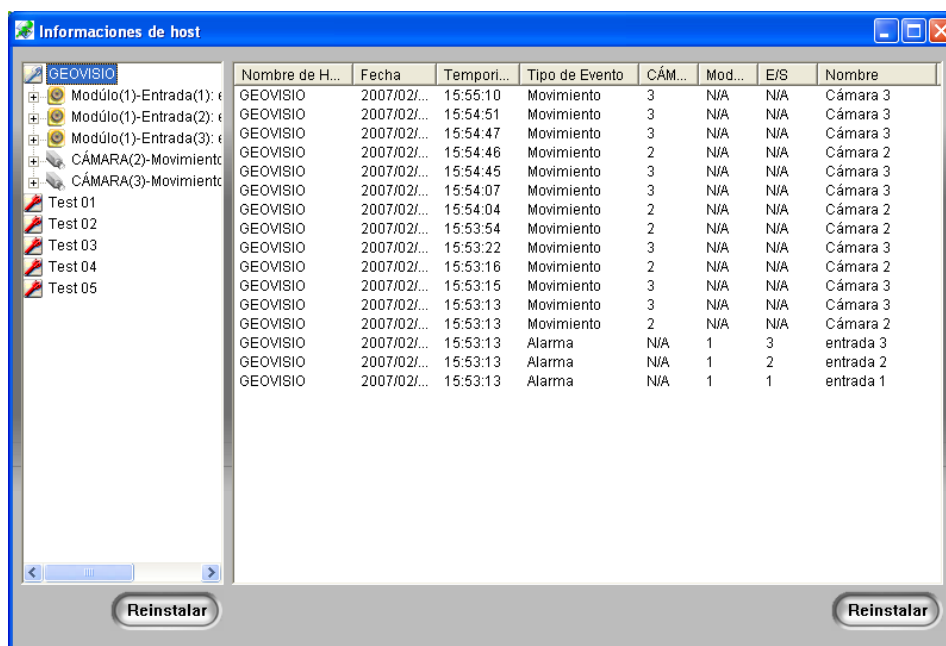 Informaciones de host
GEOVISIO
Modúlo(1)-Entrada(1): e
Modúlo(1)-Entrada(2): e
Modúlo(1)-Entrada(3): e
CÁMARA(2)-Movimiento
CÁMARA(3)-Movimiento
Test 01
Test 02
Test 03
Test 04
Test 05
Nombre de H... Fecha Tempori... Tipo de Evento CÁM... Mod... E/S Nombre
GEOVISIO 2007/02/... 15:55:10 Movimiento 3 N/A N/A Cámara 3
GEOVISIO 2007/02/... 15:54:51 Movimiento 3 N/A N/A Cámara 3
GEOVISIO 2007/02/... 15:54:47 Movimiento 3 N/A N/A Cámara 3
GEOVISIO 2007/02/... 15:54:46 Movimiento 2 N/A N/A Cámara 2
GEOVISIO 2007/02/... 15:54:45 Movimiento 3 N/A N/A Cámara 3
GEOVISIO 2007/02/... 15:54:07 Movimiento 3 N/A N/A Cámara 3
GEOVISIO 2007/02/... 15:54:04 Movimiento 2 N/A N/A Cámara 2
GEOVISIO 2007/02/... 15:53:54 Movimiento 2 N/A N/A Cámara 2
GEOVISIO 2007/02/... 15:53:22 Movimiento 3 N/A N/A Cámara 3
GEOVISIO 2007/02/... 15:53:16 Movimiento 2 N/A N/A Cámara 2
GEOVISIO 2007/02/... 15:53:15 Movimiento 3 N/A N/A Cámara 3
GEOVISIO 2007/02/... 15:53:13 Movimiento 3 N/A N/A Cámara 3
GEOVISIO 2007/02/... 15:53:13 Movimiento 2 N/A N/A Cámara 2
GEOVISIO 2007/02/... 15:53:13 Alarma N/A 1 3 entrada 3
GEOVISIO 2007/02/... 15:53:13 Alarma N/A 1 2 entrada 2
GEOVISIO 2007/02/... 15:53:13 Alarma N/A 1 1 entrada 1
Reinstalar
Reinstalar